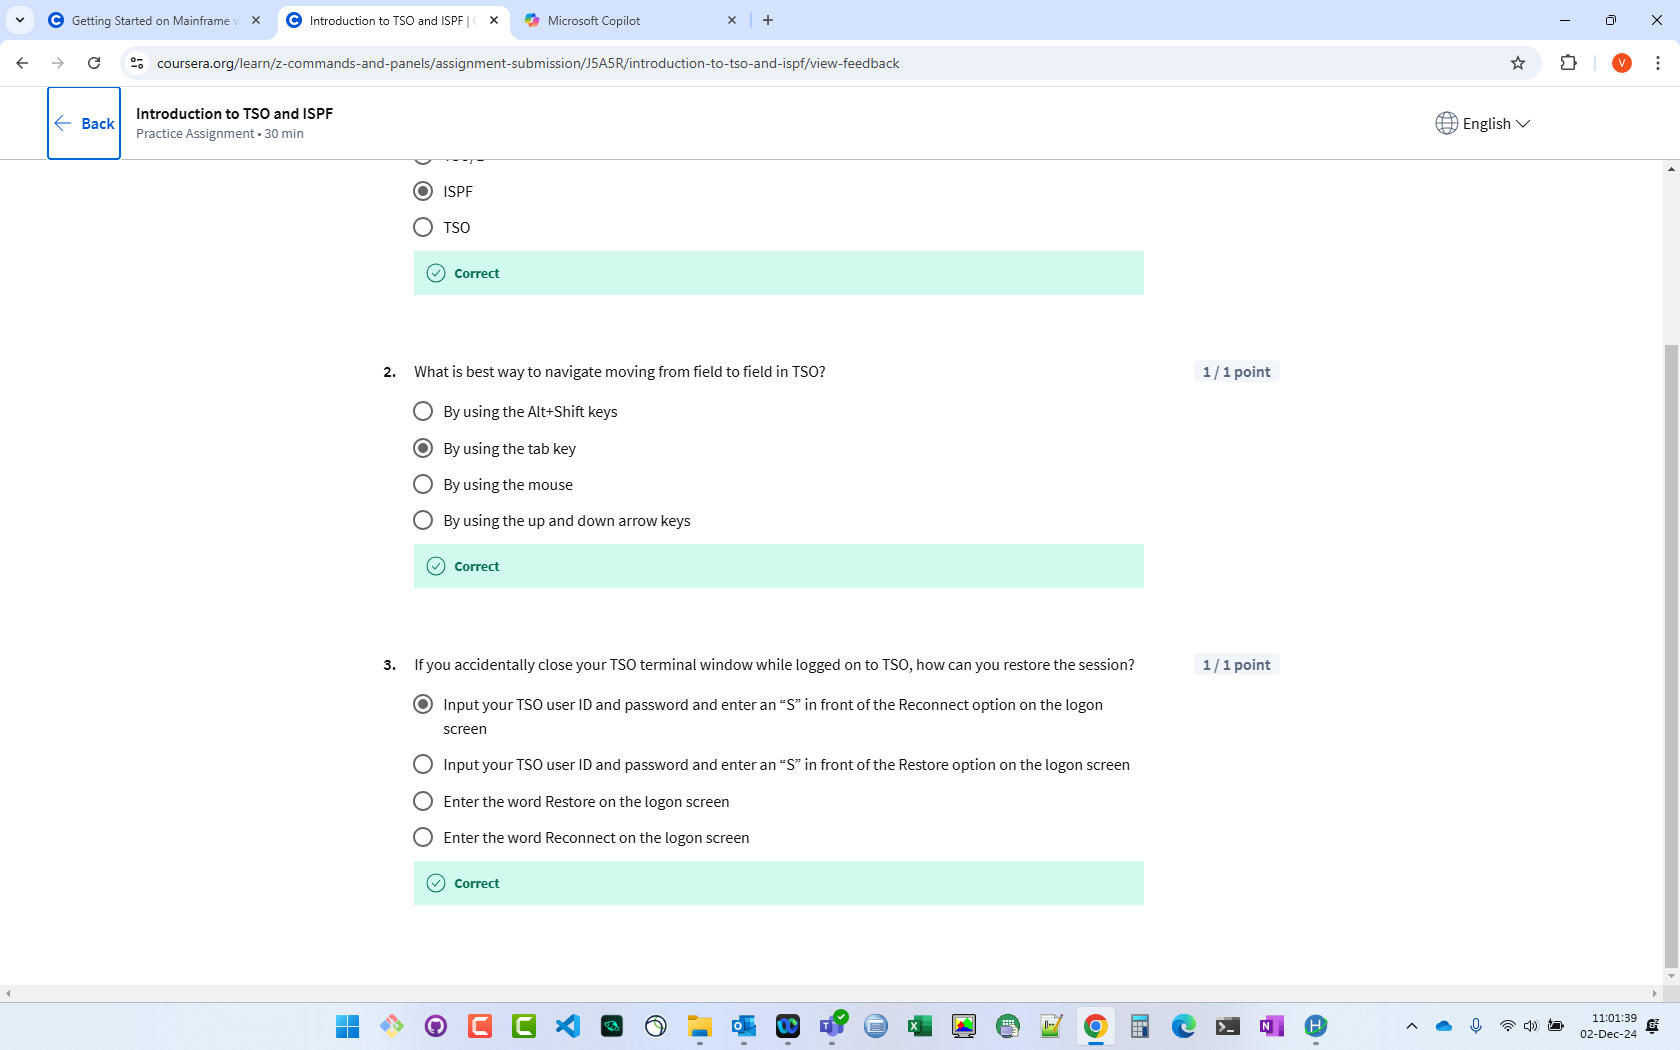 Getting Started on Mainframe
Introduction to TSO and ISPF |
Microsoft Copilot
coursera.org/learn/z-commands-and-panels/assignment-submission/J5A5R/introduction-to-tso-and-ispf/view-feedback
V
Back
Introduction to TSO and ISPF
Practice Assignment • 30 min
English
ISPF
TSO
Correct
2. What is best way to navigate moving from field to field in TSO?
1 / 1 point
By using the Alt+Shift keys
By using the tab key
By using the mouse
By using the up and down arrow keys
Correct
3. If you accidentally close your TSO terminal window while logged on to TSO, how can you restore the session?
1 / 1 point
Input your TSO user ID and password and enter an “S” in front of the Reconnect option on the logon
screen
Input your TSO user ID and password and enter an “S” in front of the Restore option on the logon screen
Enter the word Restore on the logon screen
Enter the word Reconnect on the logon screen
Correct
11:01:39
02-Dec-24